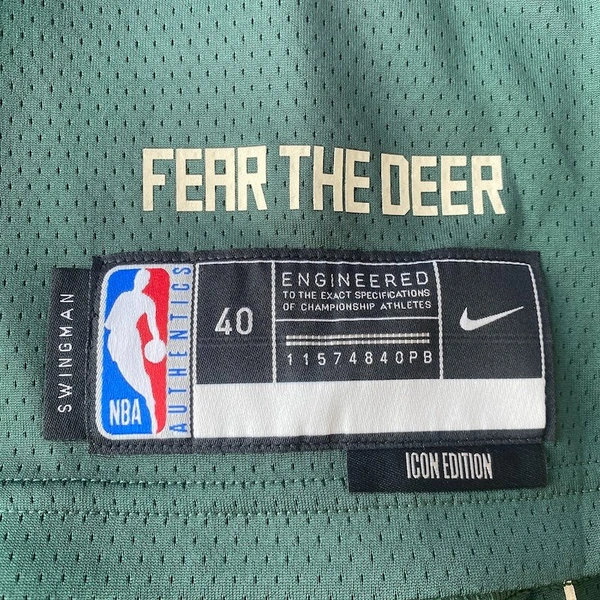 FEAR THE DEER
SWINGMAN
NBA
AUTHENTICS
40
ENGINEERED
TO THE EXACT SPECIFICATIONS
OF CHAMPIONSHIP ATHLETES
11574840PB
ICON EDITION